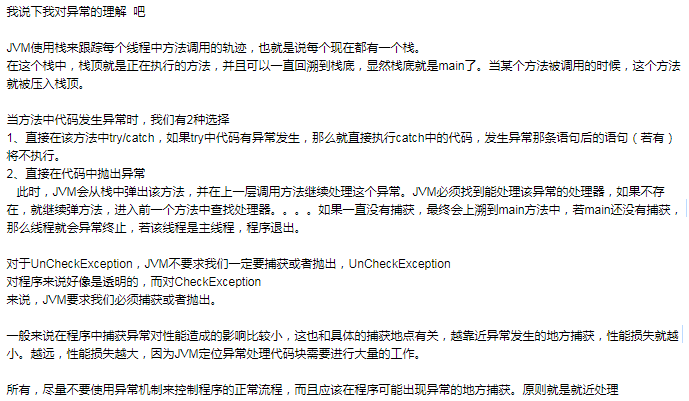 我说下我对异常的理解 吧
JVM使用栈来跟踪每个线程中方法调用的轨迹，也就是说每个现在都有一个栈。
在这个栈中，栈顶就是正在执行的方法，并且可以一直回溯到栈底，显然栈底就是main了。当某个方法被调用的时候，这个方法
就被压入栈顶。
当方法中代码发生异常时，我们有2种选择
1、直接在该方法中try/catch，如果try中代码有异常发生，那么就直接执行catch中的代码，发生异常那条语句后的语句（若有）
将不执行。
2、直接在代码中抛出异常
此时，JVM会从栈中弹出该方法，并在上一层调用方法继续处理这个异常。JVM必须找到能处理该异常的处理器，如果不存
在，就继续弹方法，进入前一个方法中查找处理器。。。。如果一直没有捕获，最终会上溯到main方法中，若main还没有捕获，
那么线程就会异常终止，若该线程是主线程，程序退出。
对于UnCheckException，JVM不要求我们一定要捕获或者抛出，UnCheckException
对程序来说好像是透明的，而对CheckException
来说，JVM要求我们必须捕获或者抛出。
一般来说在程序中捕获异常对性能造成的影响比较小，这也和具体的捕获地点有关，越靠近异常发生的地方捕获，性能损失就越
小。越远，性能损失越大，因为JVM定位异常处理代码块需要进行大量的工作。
所有，尽量不要使用异常机制来控制程序的正常流程，而且应该在程序可能出现异常的地方捕获。原则就是就近处理